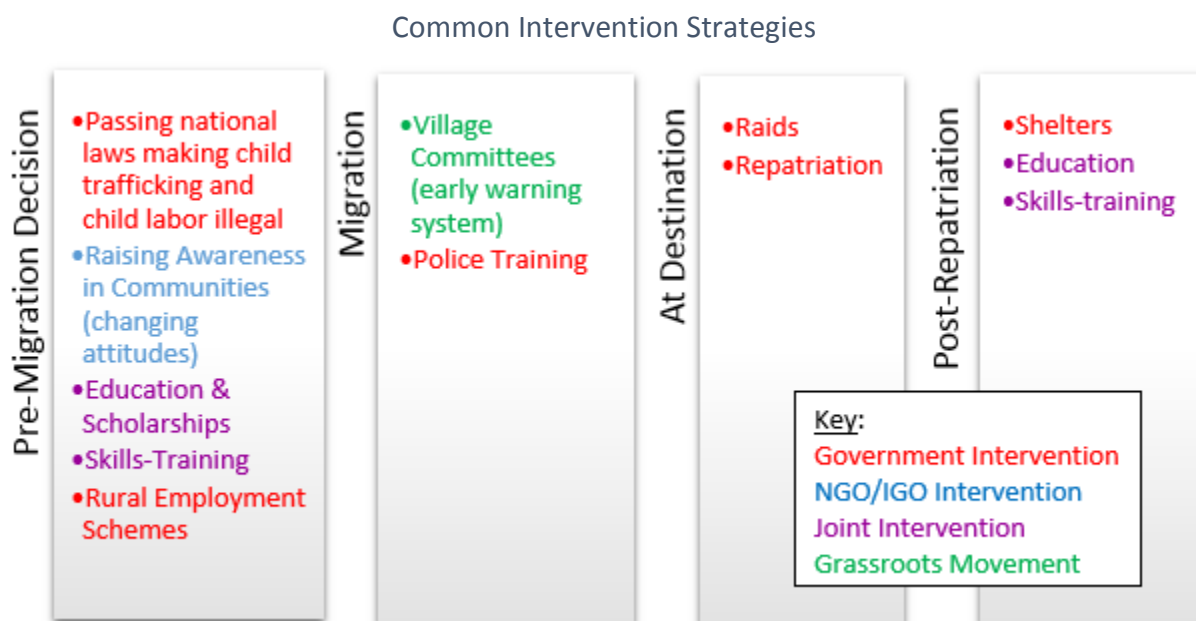 Common Intervention Strategies
Pre-Migration Decision
•Passing national
laws making child
trafficking and
child labor illegal
•Raising Awareness
in Communities
(changing
attitudes)
•Education &
Scholarships
•Skills-Training
•Rural Employment
Schemes
Migration
•Village
Committees
(early warning
system)
•Police Training
At Destination
•Raids
•Repatriation
Post-Repatriation
•Shelters
•Education
•Skills-training
Key:
Government Intervention
NGO/IGO Intervention
Joint Intervention
Grassroots Movement